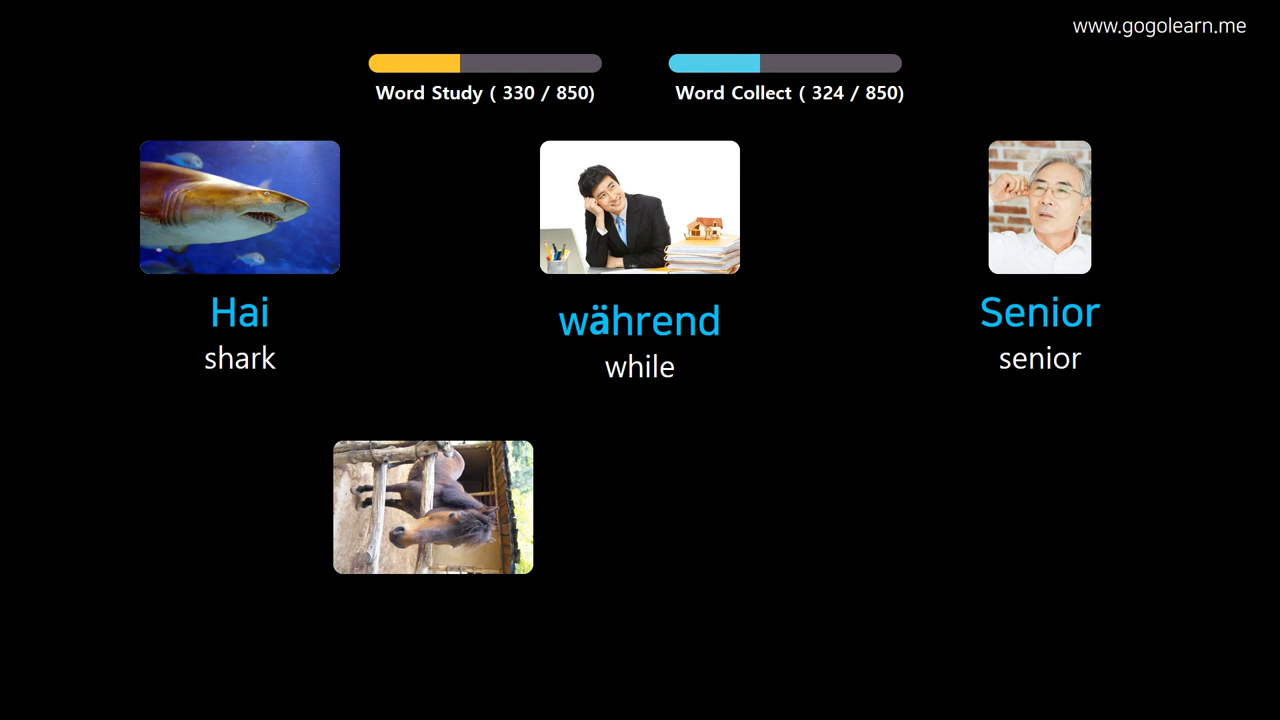 www.gogolearn.me
Word Study ( 330 / 850)
Word Collect ( 324 / 850)
Hai
shark
während
while
Senior
senior